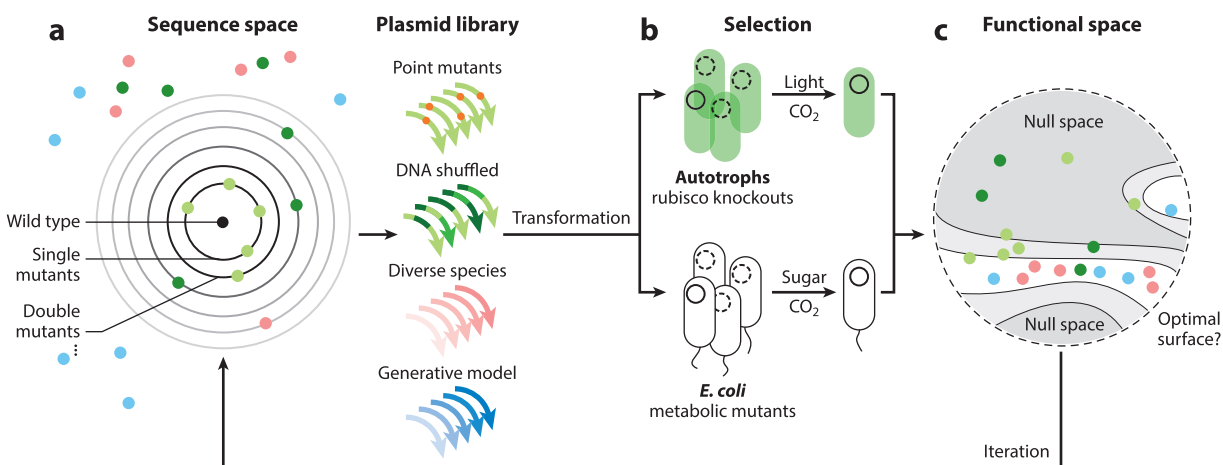 a
Sequence space
Wild type
Single
mutants
Double
mutants
Plasmid library
Point mutants
DNA shuffled
Diverse species
Generative model
Transformation
b
Selection
Light
CO₂
Autotrophs
rubisco knockouts
Sugar
CO₂
E. coli
metabolic mutants
c
Functional space
Null space
Null space
Optimal
surface?
Iteration